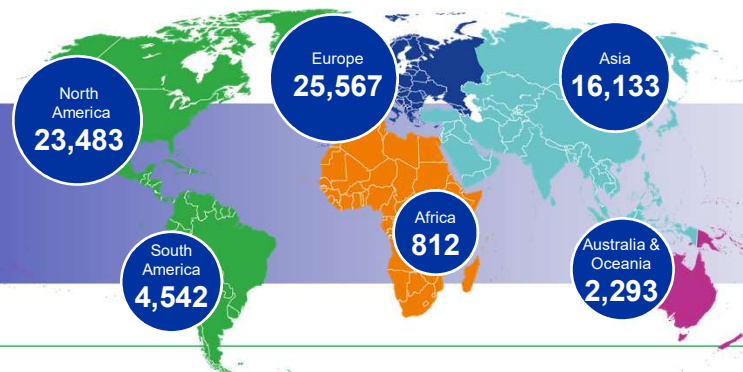 North
America
23,483
Europe
25,567
Asia
16,133
South
America
4,542
Africa
812
Australia &
Oceania
2,293